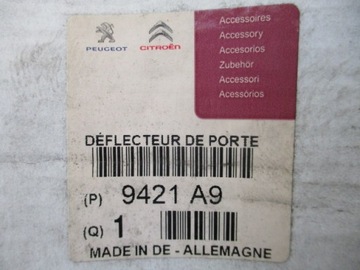 PEUGEOT
CITROËN
Accessoires
Accessory
Accesorios
Zubehör
Accessori
Acessórios
DÉFLECTEUR DE PORTE
(P) 9421 A9
(Q) 1
MADE IN DE - ALLEMAGNE